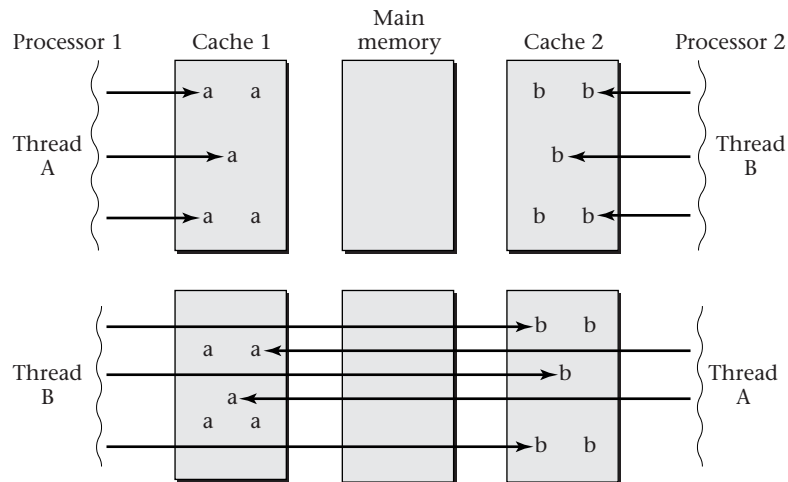 Main
Processor 1 Cache 1 memory Cache 2 Processor 2
a a b b
Thread
A
a b
Thread
B
a a b b
b b
a a
Thread
B
b
Thread
A
a
a a
b b